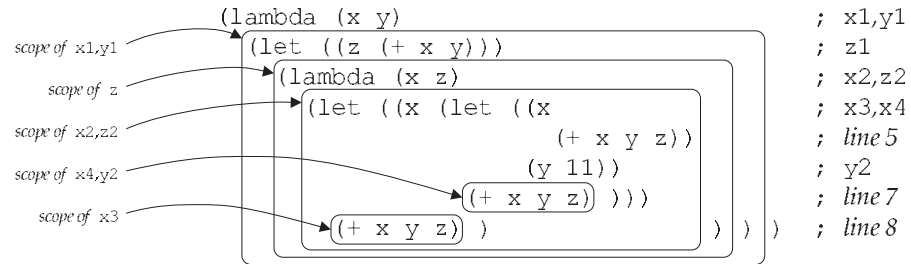 (lambda (x y) ; x1,y1
scope of x1,y1 (let ((z (+ x y))) ; z1
scope of z (lambda (x z) ; x2,z2
(let ((x (let ((x ; x3,x4
scope of x2,z2 (+ x y z)) ; line 5
scope of x4,y2 (y 11)) ; y2
(+ x y z) ))) ; line 7
scope of x3 (+ x y z) ) ) ) ) ; line 8